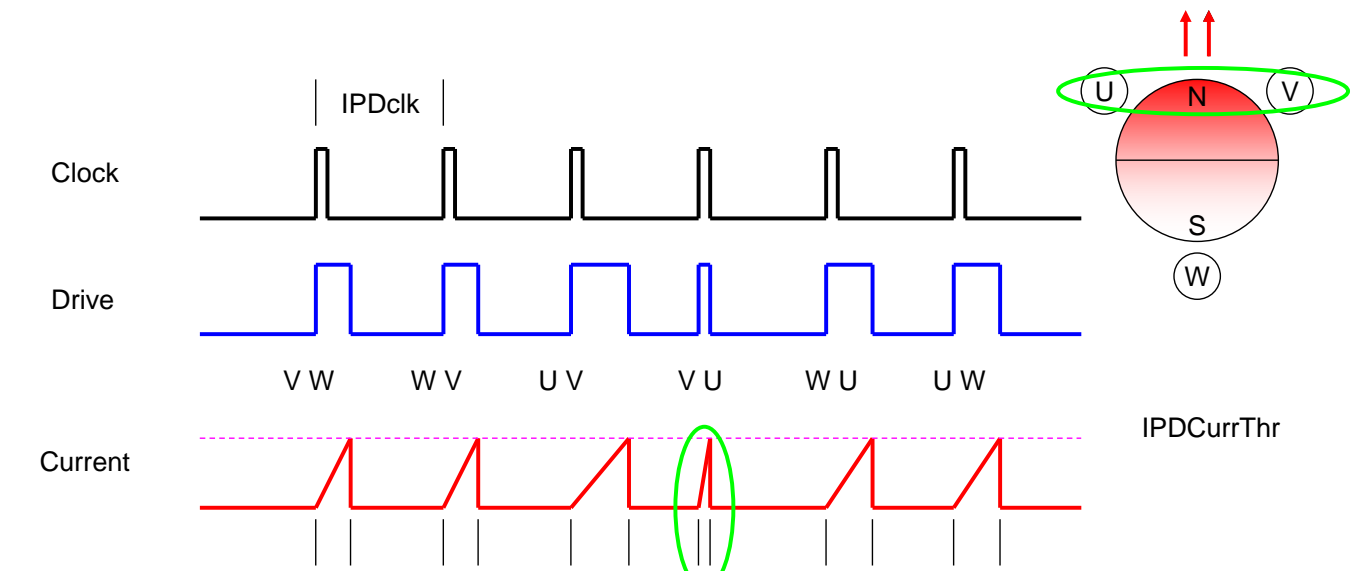 IPDclk
U
N
V
Clock
S
W
Drive
V W
W V
U V
V U
W U
U W
IPDCurrThr
Current